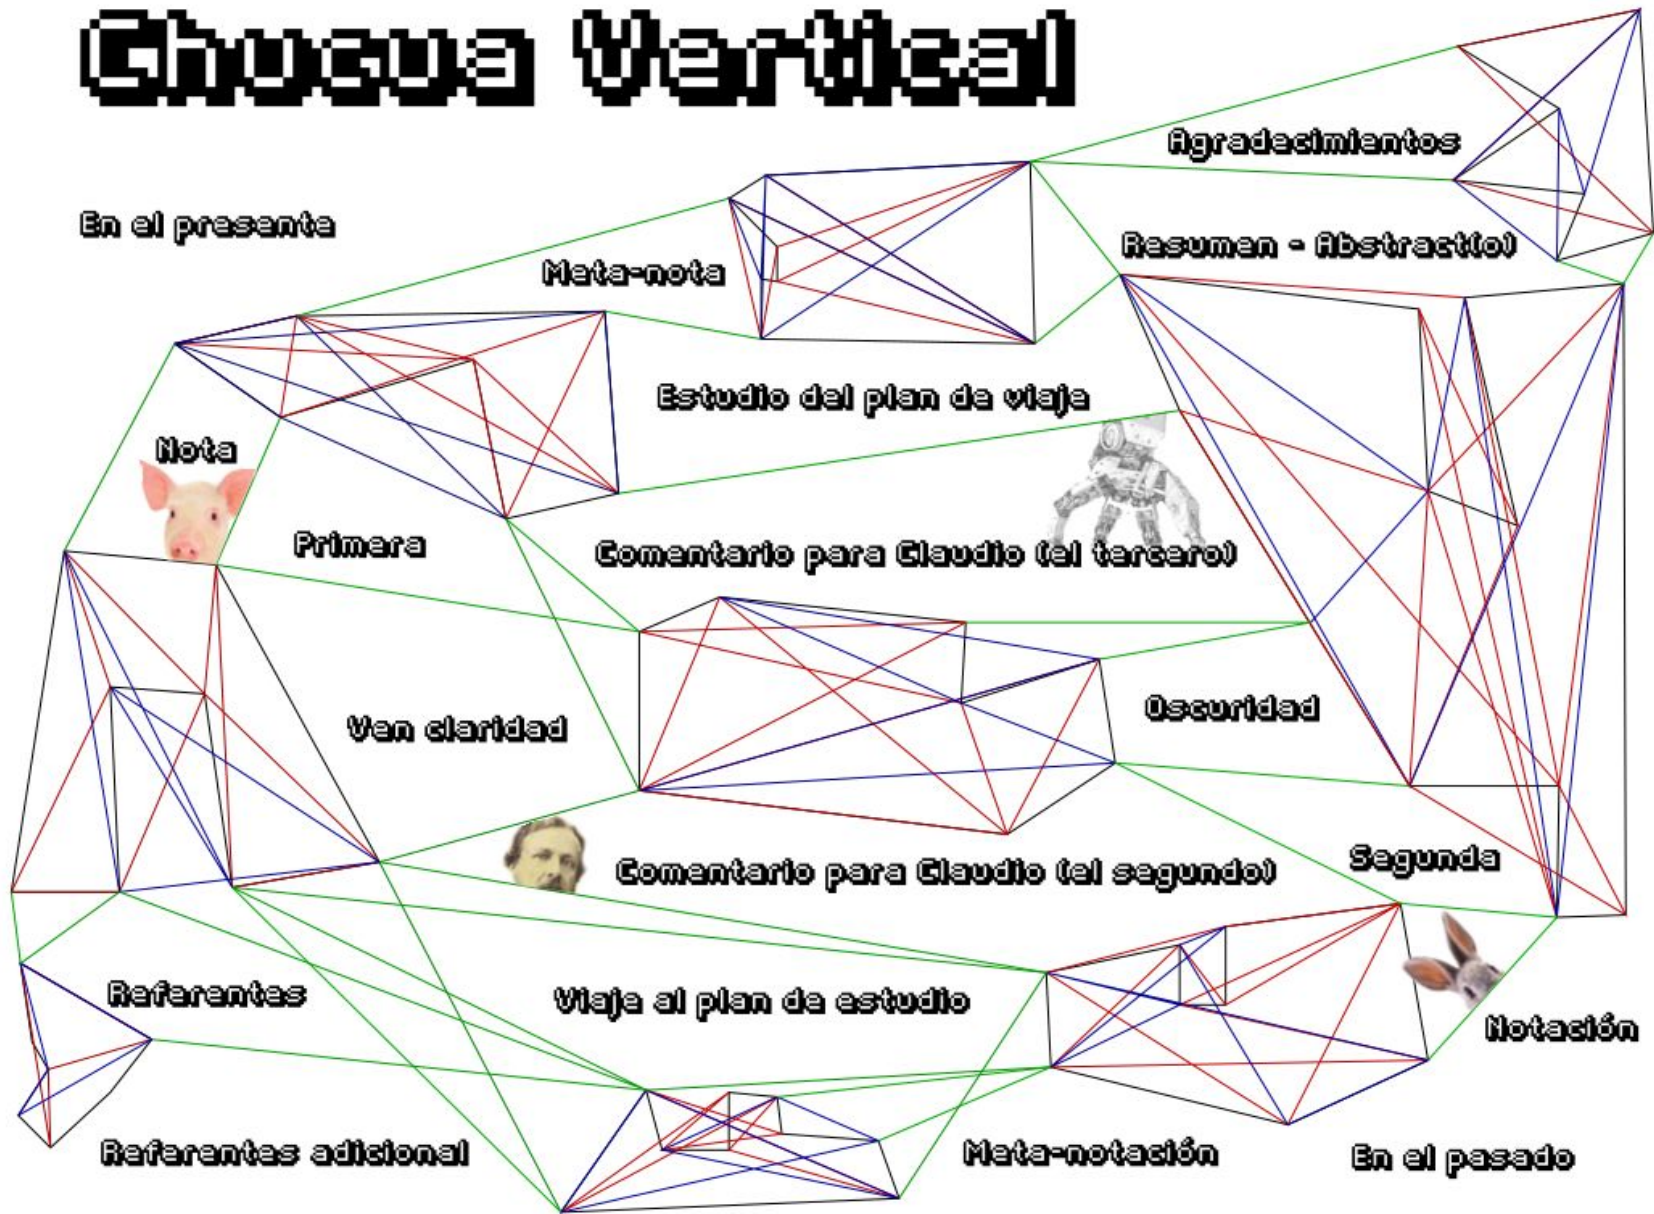 Chucua Vertical
Agradecimientos
En el presente
Resumen - Abstract(o)
Meta-nota
Estudio del plan de viaje
Nota
Primera
Comentario para Claudio (el tercero)
Ven claridad
Oscuridad
Comentario para Claudio (el segundo)
Segunda
Referentes
Viaje al plan de estudio
Notación
Referentes adicional
Meta-notación
En el pasado